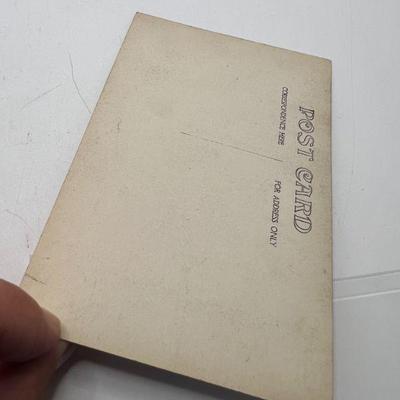 POST CARD
CORRESPONDENCE HERE
FOR ADDRESS ONLY